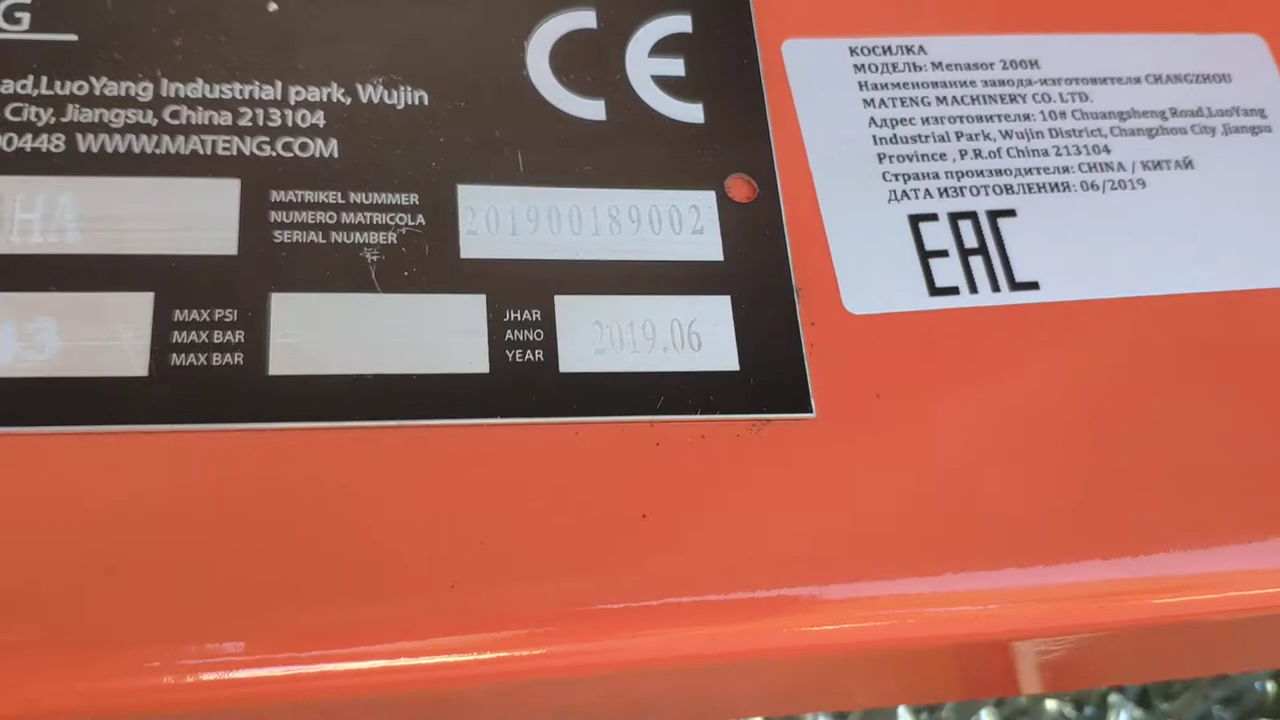 G
ad,LuoYang Industrial park, Wujin
City, Jiangsu, China 213104
00448 WWW.MATENG.COM
CE
HA
MATRIKEL NUMMER
NUMERO MATRICOLA
SERIAL NUMBER
201900189002
MAX PSI
MAX BAR
MAX BAR
JHAR
ANNO
YEAR
2019.06
КОСИЛКА
МОДЕЛЬ: Menasor 200H
Наименование завода-изготовителя CHANGZHOU
MATENG MACHINERY CO. LTD.
Адрес изготовителя: 10# Chuangsheng Road,LuoYang
Industrial Park, Wujin District, Changzhou City Jiangsu
Province , P.R.of China 213104
Страна производителя: CHINA / КИТАЙ
ДАТА ИЗГОТОВЛЕНИЯ: 06/2019
EAC